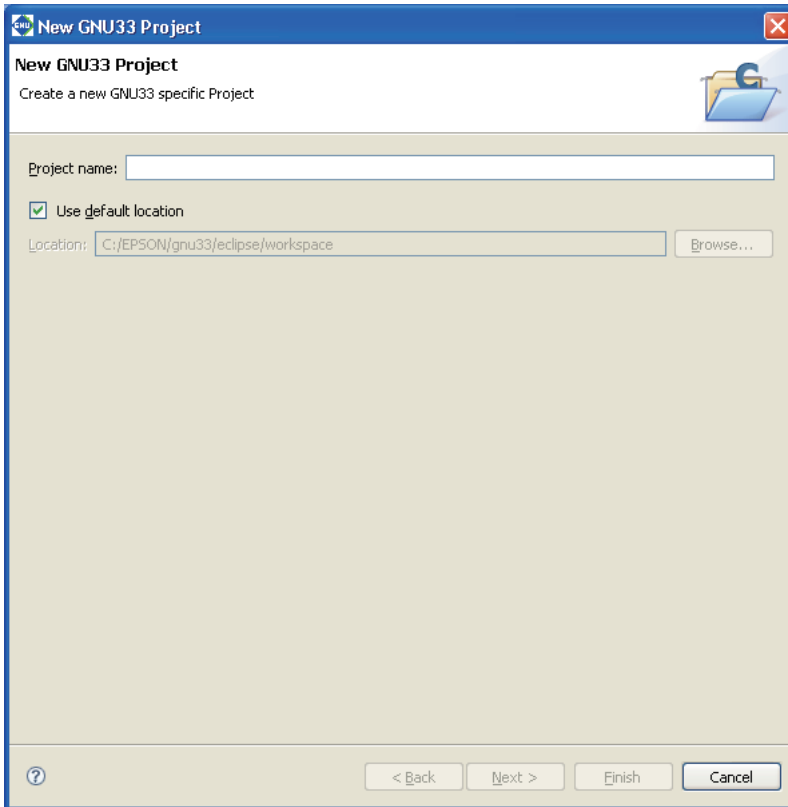 GNU New GNU33 Project
New GNU33 Project
Create a new GNU33 specific Project
C
Project name:
Use default location
Location: C:/EPSON/gnu33/eclipse/workspace Browse...
? < Back Next > Finish Cancel